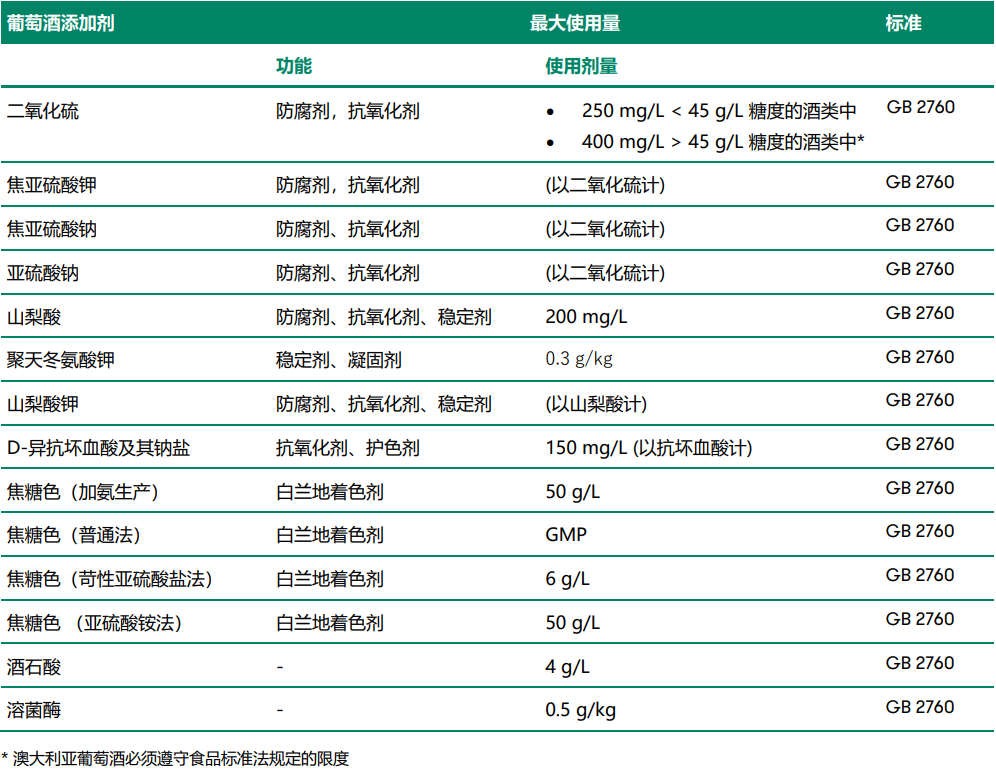 葡萄酒添加剂 最大使用量 标准
功能 使用剂量
二氧化硫 防腐剂，抗氧化剂 • 250 mg/L < 45 g/L 糖度的酒类中 GB 2760
• 400 mg/L > 45 g/L 糖度的酒类中*
焦亚硫酸钾 防腐剂，抗氧化剂 (以二氧化硫计) GB 2760
焦亚硫酸钠 防腐剂、抗氧化剂 (以二氧化硫计) GB 2760
亚硫酸钠 防腐剂、抗氧化剂 (以二氧化硫计) GB 2760
山梨酸 防腐剂、抗氧化剂、稳定剂 200 mg/L GB 2760
聚天冬氨酸钾 稳定剂、凝固剂 0.3 g/kg GB 2760
山梨酸钾 防腐剂、抗氧化剂、稳定剂 (以山梨酸计) GB 2760
D-异抗坏血酸及其钠盐 抗氧化剂、护色剂 150 mg/L (以抗坏血酸计) GB 2760
焦糖色（加氨生产） 白兰地着色剂 50 g/L GB 2760
焦糖色（普通法） 白兰地着色剂 GMP GB 2760
焦糖色（苛性亚硫酸盐法） 白兰地着色剂 6 g/L GB 2760
焦糖色 （亚硫酸铵法） 白兰地着色剂 50 g/L GB 2760
酒石酸 - 4 g/L GB 2760
溶菌酶 - 0.5 g/kg GB 2760
* 澳大利亚葡萄酒必须遵守食品标准法规定的限度